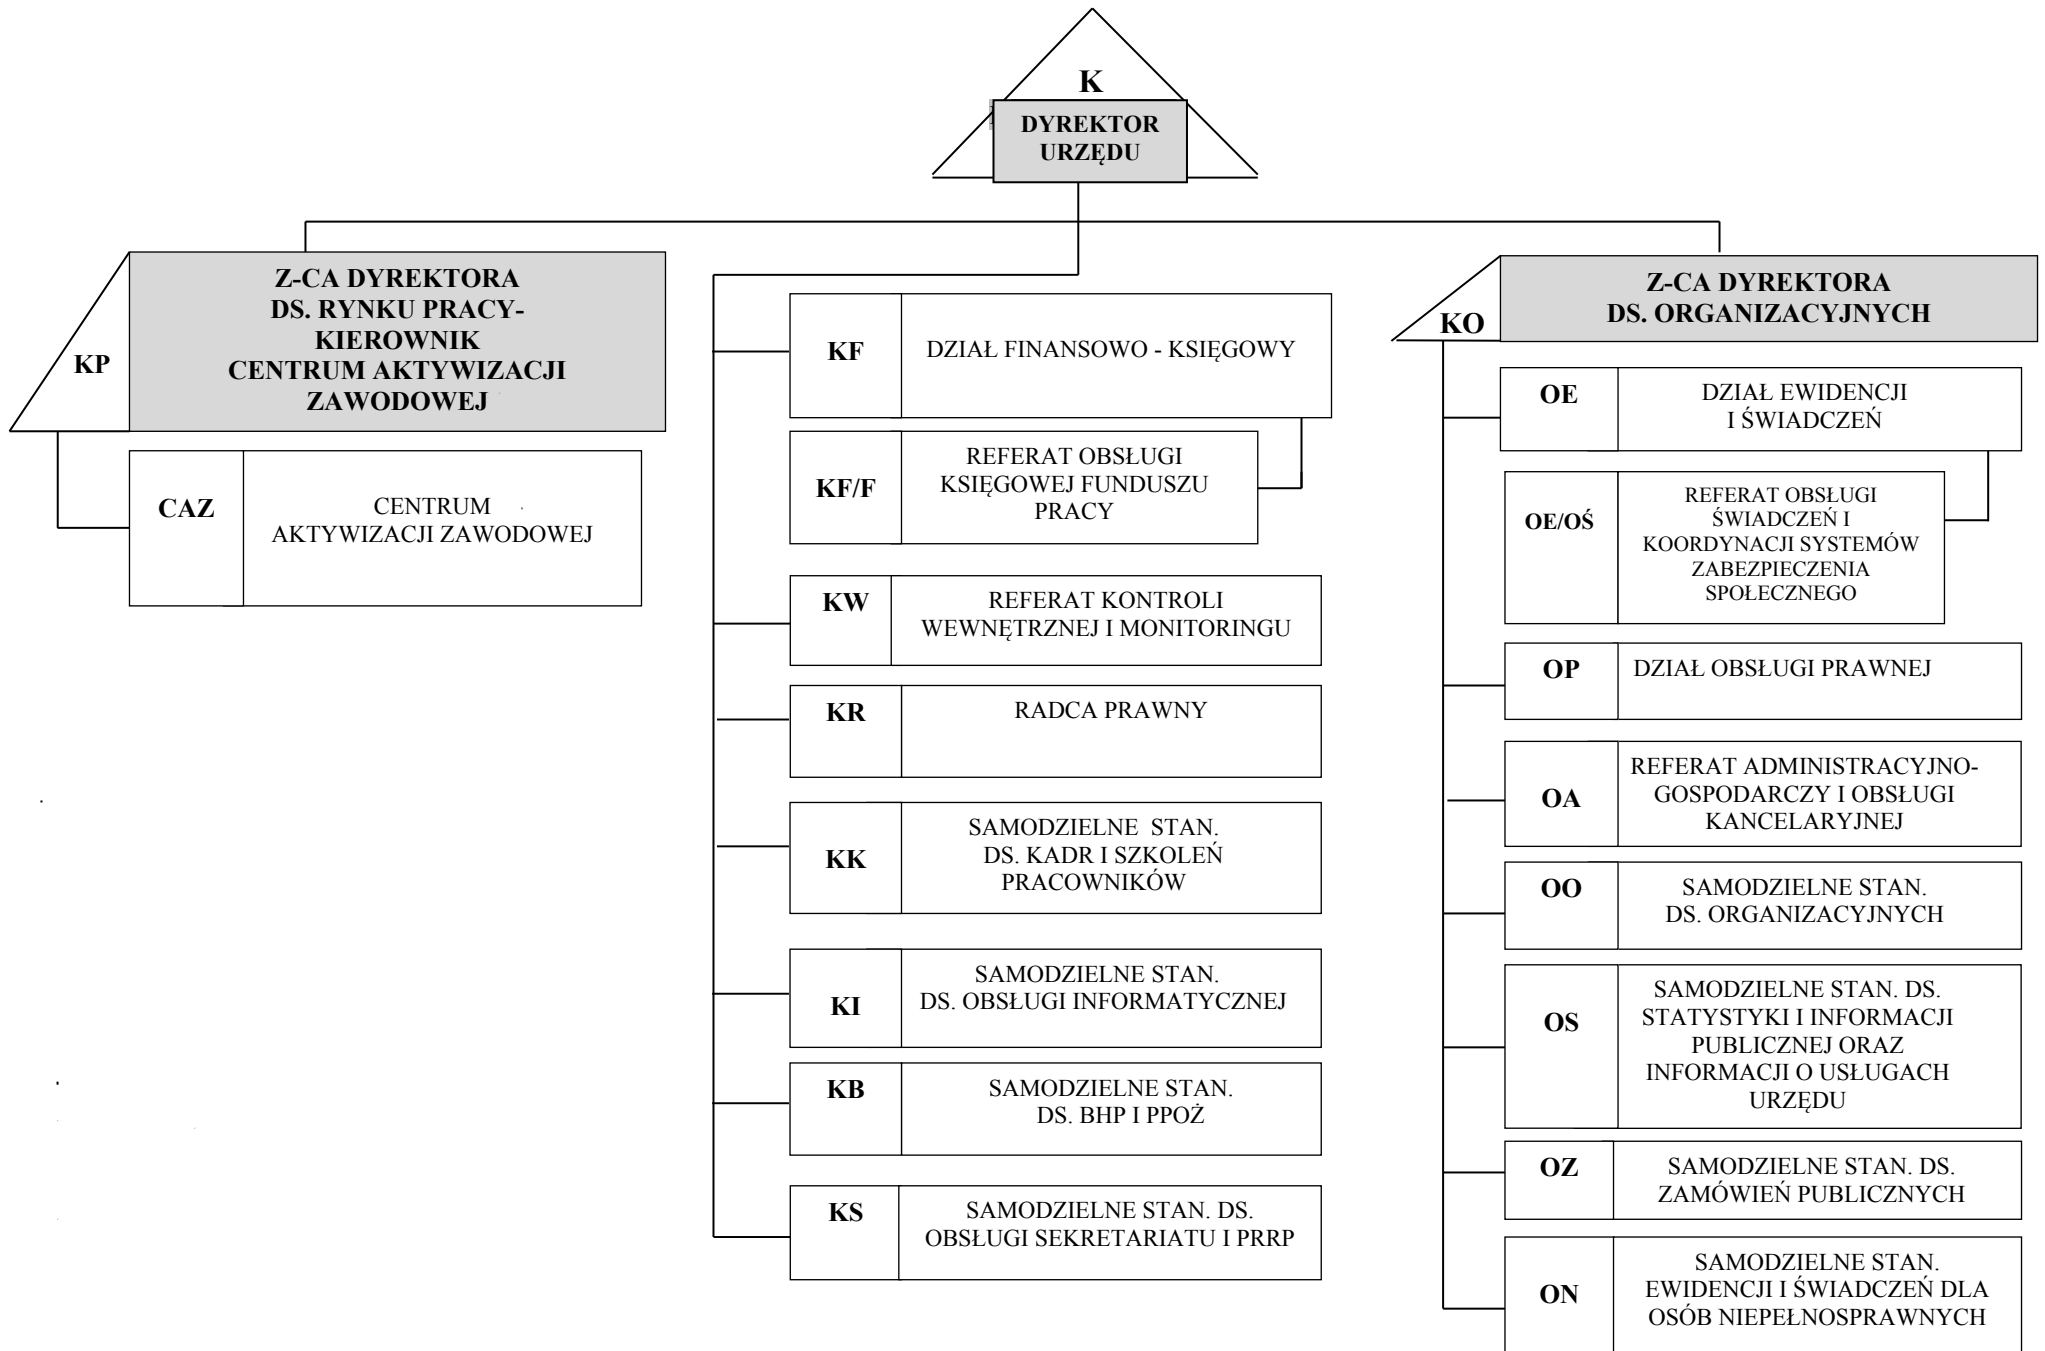 K
DYREKTOR
URZĘDU
KP
Z-CA DYREKTORA
DS. RYNKU PRACY-
KIEROWNIK
CENTRUM AKTYWIZACJI
ZAWODOWEJ
CAZ
CENTRUM
AKTYWIZACJI ZAWODOWEJ
KF
DZIAŁ FINANSOWO - KSIĘGOWY
KF/F
REFERAT OBSŁUGI
KSIĘGOWEJ FUNDUSZU
PRACY
KW
REFERAT KONTROLI
WEWNĘTRZNEJ I MONITORINGU
KR
RADCA PRAWNY
KK
SAMODZIELNE STAN.
DS. KADR I SZKOLEŃ
PRACOWNIKÓW
KI
SAMODZIELNE STAN.
DS. OBSŁUGI INFORMATYCZNEJ
KB
SAMODZIELNE STAN.
DS. BHP I PPOŻ
KS
SAMODZIELNE STAN. DS.
OBSŁUGI SEKRETARIATU I PRRP
KO
Z-CA DYREKTORA
DS. ORGANIZACYJNYCH
OE
DZIAŁ EWIDENCJI
I ŚWIADCZEŃ
OE/OŚ
REFERAT OBSŁUGI
ŚWIADCZEŃ I
KOORDYNACJI SYSTEMÓW
ZABEZPIECZENIA
SPOŁECZNEGO
OP
DZIAŁ OBSŁUGI PRAWNEJ
OA
REFERAT ADMINISTRACYJNO-
GOSPODARCZY I OBSŁUGI
KANCELARYJNEJ
OO
SAMODZIELNE STAN.
DS. ORGANIZACYJNYCH
OS
SAMODZIELNE STAN. DS.
STATYSTYKI I INFORMACJI
PUBLICZNEJ ORAZ
INFORMACJI O USŁUGACH
URZĘDU
OZ
SAMODZIELNE STAN. DS.
ZAMÓWIEŃ PUBLICZNYCH
ON
SAMODZIELNE STAN.
EWIDENCJI I ŚWIADCZEŃ DLA
OSÓB NIEPEŁNOSPRAWNYCH